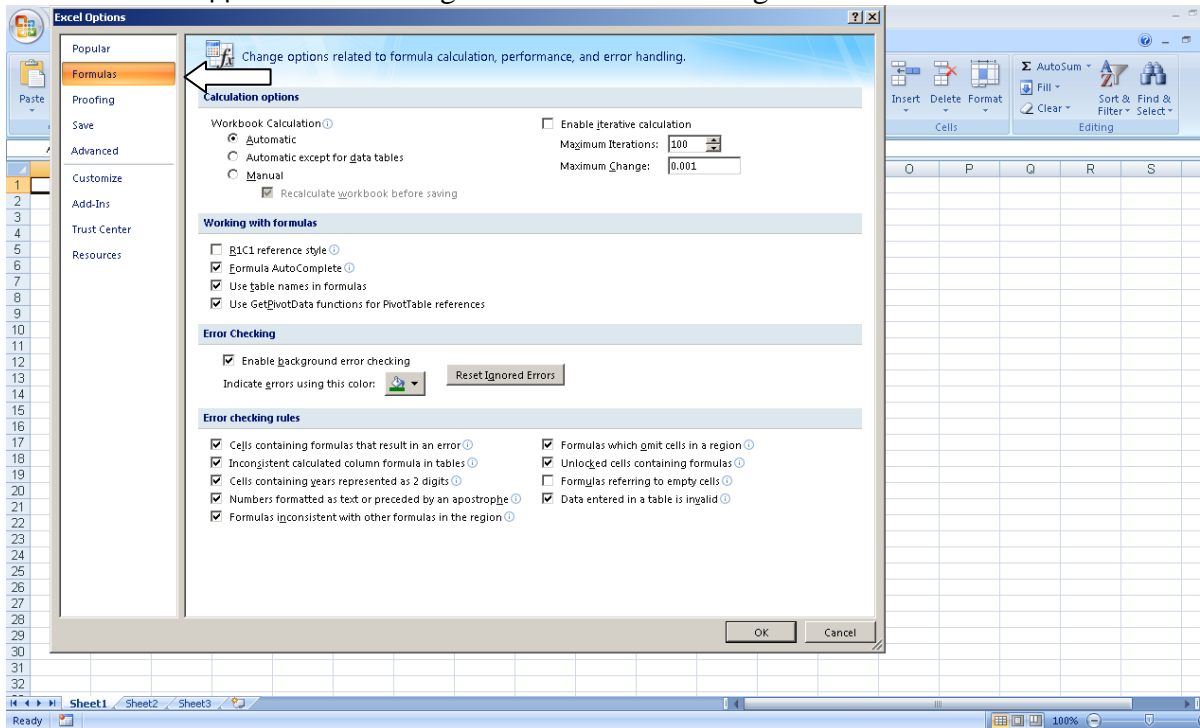 Excel Options
Popular
Formulas
Proofing
Save
Advanced
Customize
Add-Ins
Trust Center
Resources
Change options related to formula calculation, performance, and error handling.
Calculation options
Workbook Calculation
Automatic
Automatic except for data tables
Manual
Recalculate workbook before saving
Enable iterative calculation
Maximum Iterations: 100
Maximum Change: 0.001
Working with formulas
R1C1 reference style
Formula AutoComplete
Use table names in formulas
Use GetPivotData functions for PivotTable references
Error Checking
Enable background error checking
Indicate errors using this color:
Reset Ignored Errors
Error checking rules
Cells containing formulas that result in an error
Inconsistent calculated column formula in tables
Cells containing years represented as 2 digits
Numbers formatted as text or preceded by an apostrophe
Formulas inconsistent with other formulas in the region
Formulas which omit cells in a region
Unlocked cells containing formulas
Formulas referring to empty cells
Data entered in a table is invalid
OK Cancel
Paste
Insert Delete Format
Cells
Σ AutoSum
Fill
Clear
Sort & Filter
Find & Select
Editing
O P Q R S
1
2
3
4
5
6
7
8
9
10
11
12
13
14
15
16
17
18
19
20
21
22
23
24
25
26
27
28
29
30
31
32
Sheet1 Sheet2 Sheet3
Ready
100%